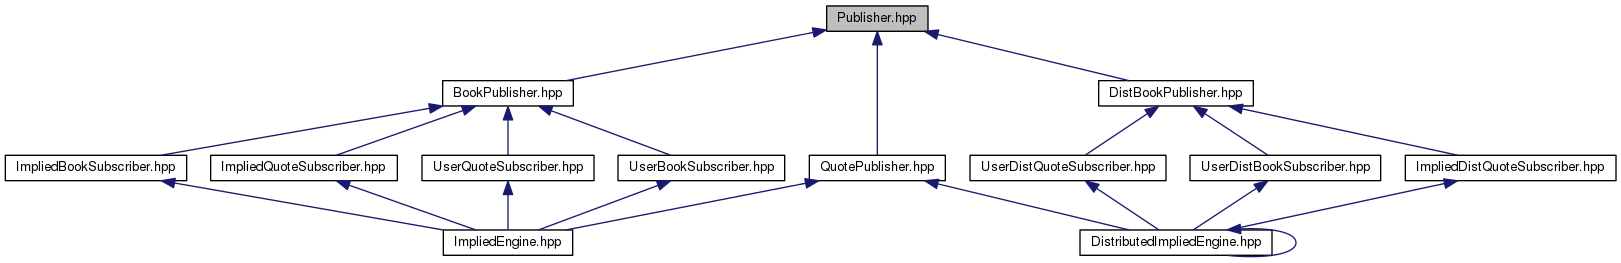 Publisher.hpp
BookPublisher.hpp
DistBookPublisher.hpp
ImpliedBookSubscriber.hpp
ImpliedQuoteSubscriber.hpp
UserQuoteSubscriber.hpp
UserBookSubscriber.hpp
QuotePublisher.hpp
UserDistQuoteSubscriber.hpp
UserDistBookSubscriber.hpp
ImpliedDistQuoteSubscriber.hpp
ImpliedEngine.hpp
DistributedImpliedEngine.hpp